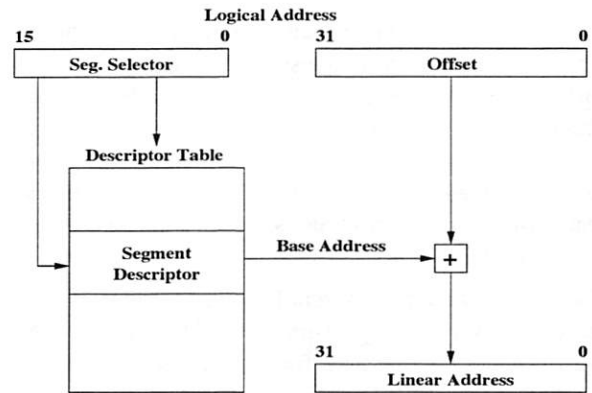 Logical Address
15 0 31 0
Seg. Selector Offset
Descriptor Table
Segment
Descriptor
Base Address
+
31 0
Linear Address